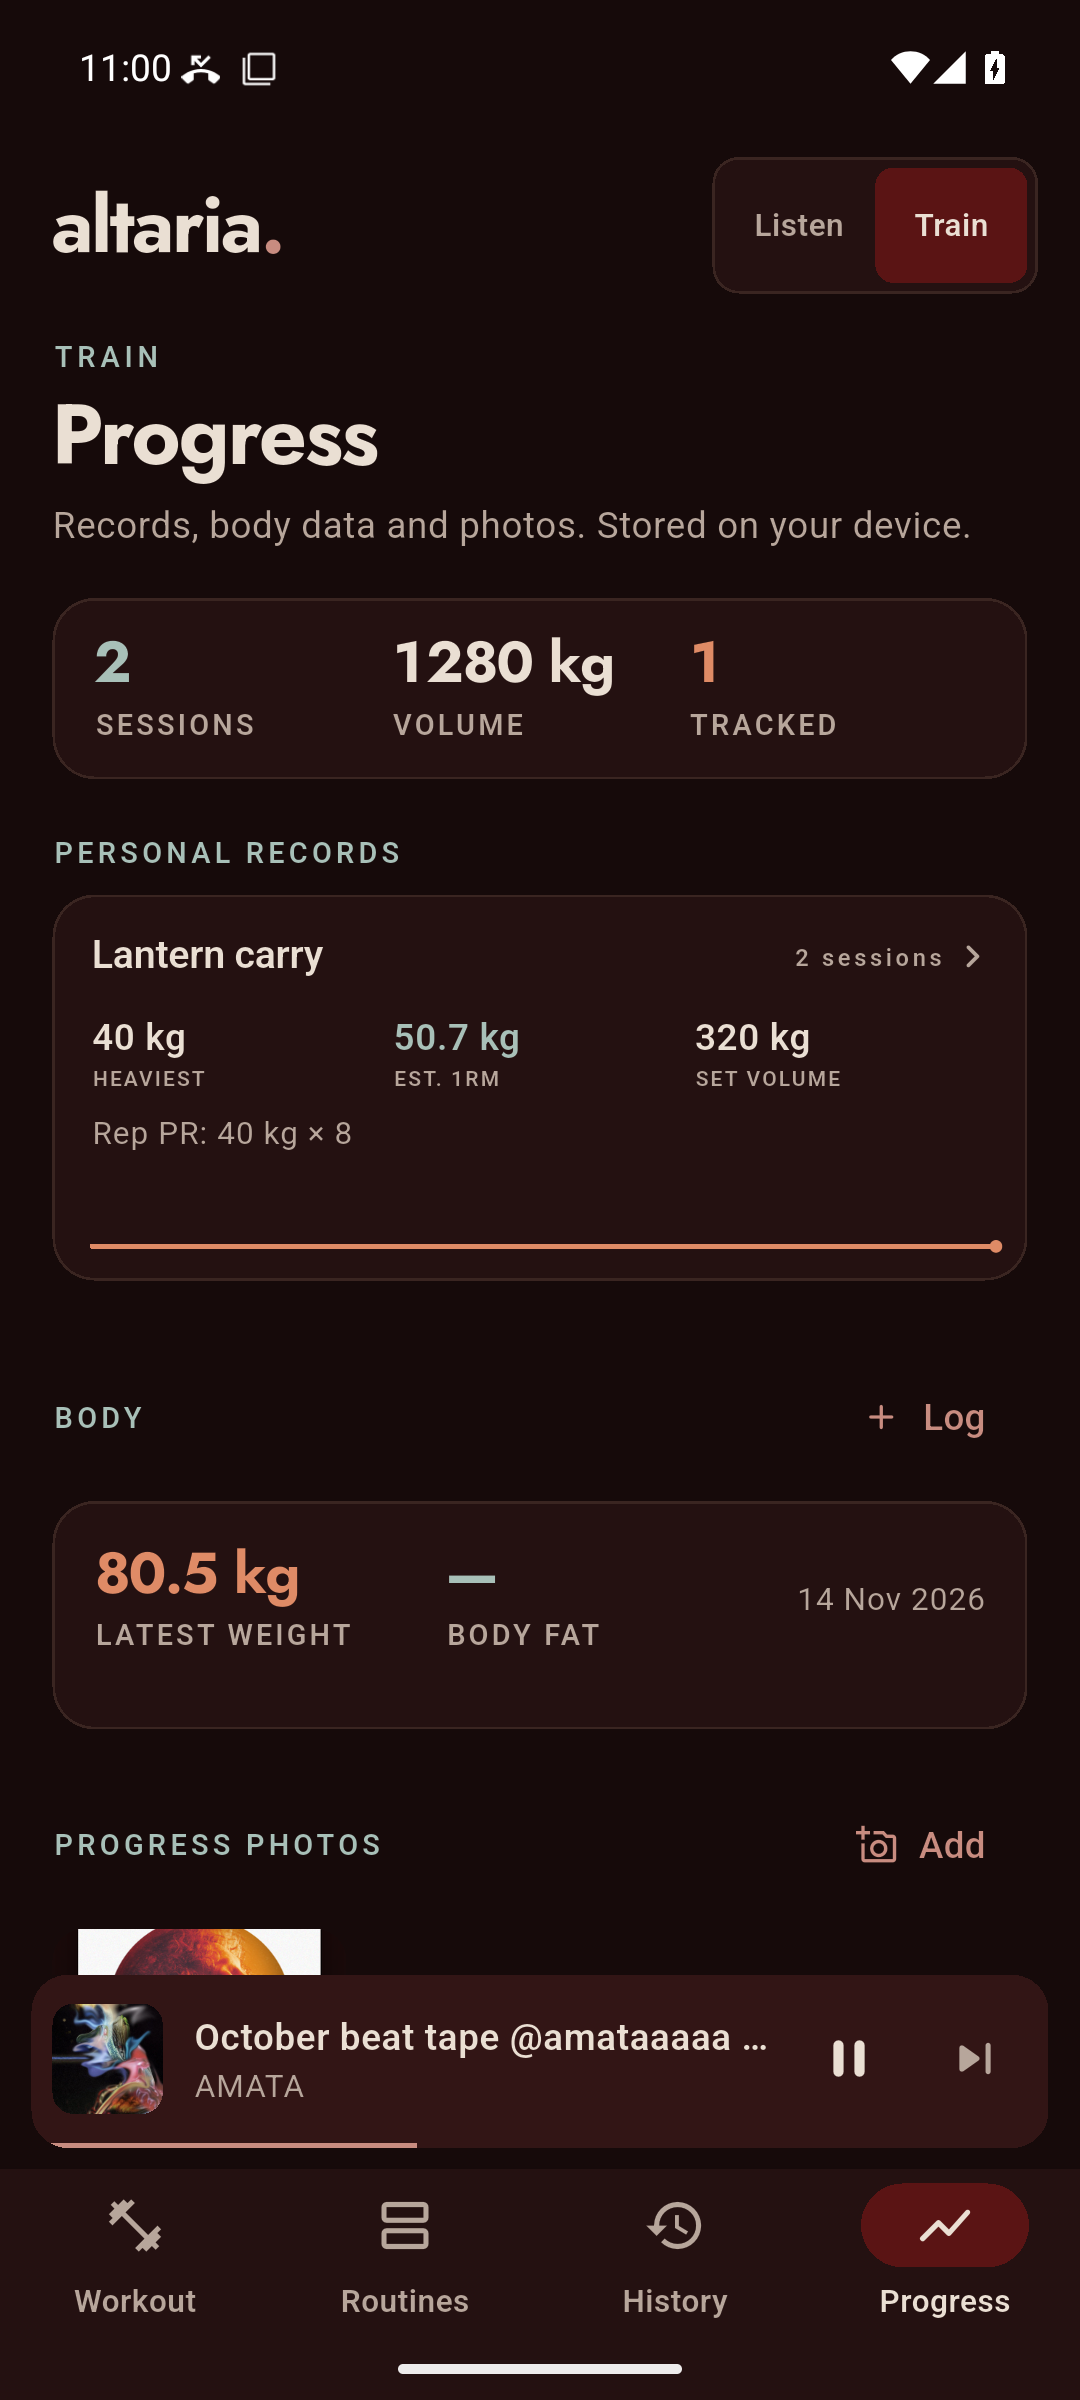 11:00
altaria.
Listen Train
TRAIN
Progress
Records, body data and photos. Stored on your device.
2 1280 kg 1
SESSIONS VOLUME TRACKED
PERSONAL RECORDS
Lantern carry 2 sessions
40 kg 50.7 kg 320 kg
HEAVIEST EST. 1RM SET VOLUME
Rep PR: 40 kg × 8
BODY + Log
80.5 kg —
14 Nov 2026
LATEST WEIGHT BODY FAT
PROGRESS PHOTOS Add
October beat tape @amataaaaa ...
AMATA
Workout Routines History Progress